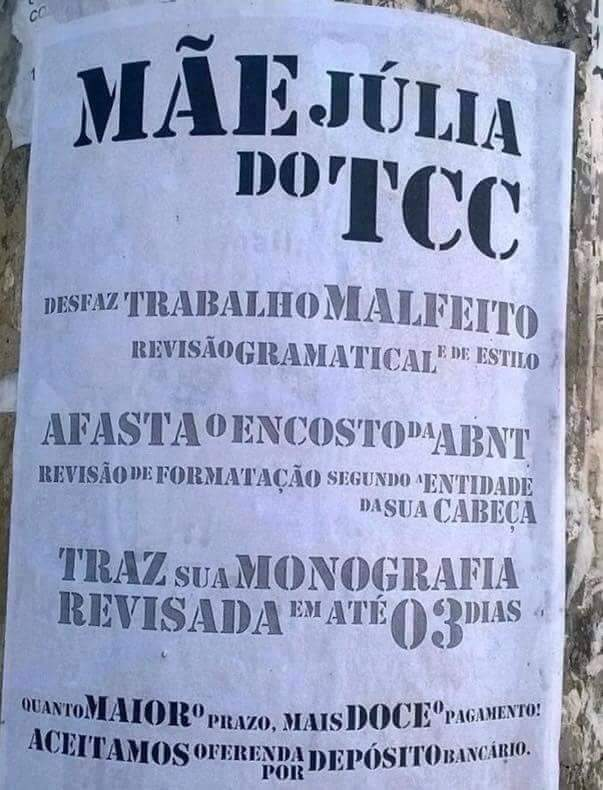 MÃE JÚLIA
DO TCC
DESFAZ TRABALHO MALFEITO
REVISÃO GRAMATICAL E DE ESTILO
AFASTA O ENCOSTO DA ABNT
REVISÃO DE FORMATAÇÃO SEGUNDO A ENTIDADE
DA SUA CABEÇA
TRAZ SUA MONOGRAFIA
REVISADA EM ATÉ 03 DIAS
QUANTO MAIOR O PRAZO, MAIS DOCE O PAGAMENTO!
ACEITAMOS OFERENDA POR DEPÓSITO BANCÁRIO.